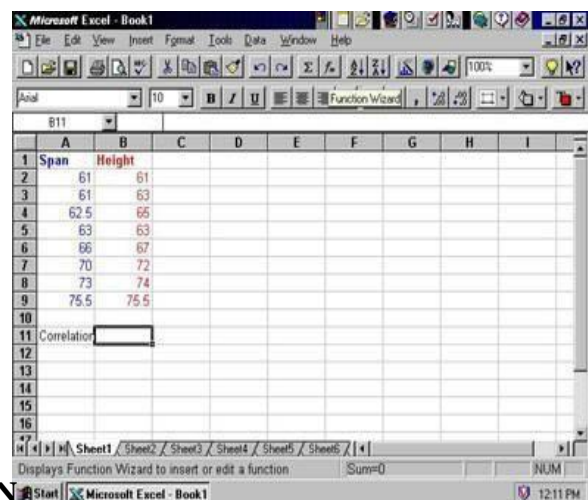 Microsoft Excel - Book1
File Edit View Insert Format Tools Data Window Help
100%
Arial 10 B I U Function Wizard
B11
A B C D E F G H I
1 Span Height
2 61 61
3 61 63
4 62.5 65
5 63 63
6 66 67
7 70 72
8 73 74
9 75.5 75.5
10
11 Correlation
12
13
14
15
16
17
Sheet1 Sheet2 Sheet3 Sheet4 Sheet5 Sheet6
Displays Function Wizard to insert or edit a function Sum=0 NUM
N Start Microsoft Excel - Book1 12:11 PM